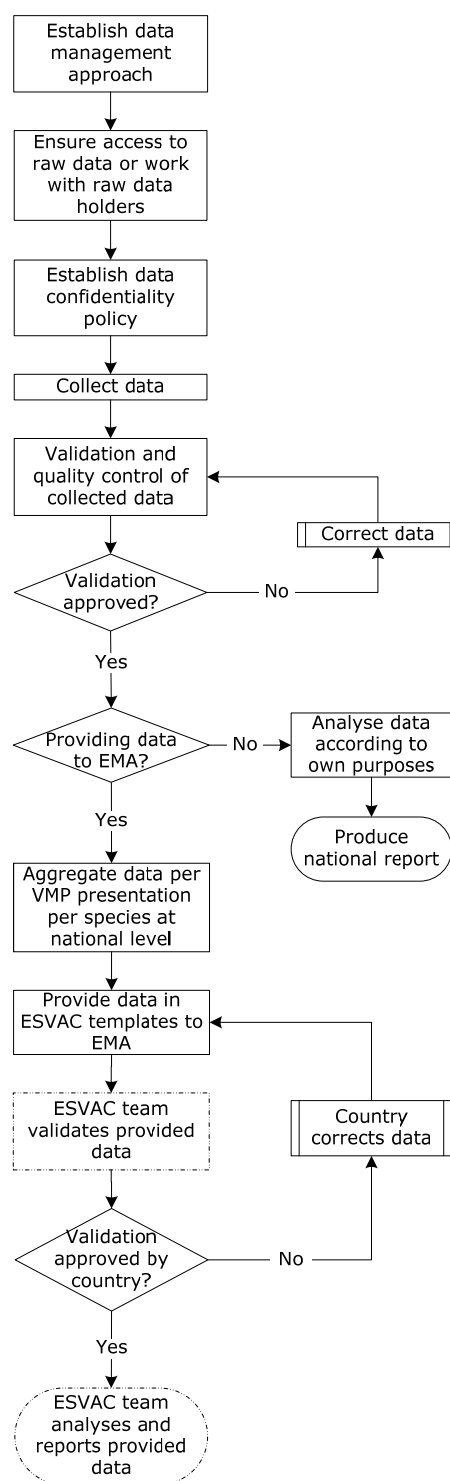 Establish data
management
approach
Ensure access to
raw data or work
with raw data
holders
Establish data
confidentiality
policy
Collect data
Validation and
quality control of
collected data
Correct data
Validation
approved?
No
Yes
Providing data
to EMA?
No
Analyse data
according to
own purposes
Yes
Produce
national report
Aggregate data per
VMP presentation
per species at
national level
Provide data in
ESVAC templates to
EMA
ESVAC team
validates provided
data
Country
corrects data
Validation
approved by
country?
No
Yes
ESVAC team
analyses and
reports provided
data